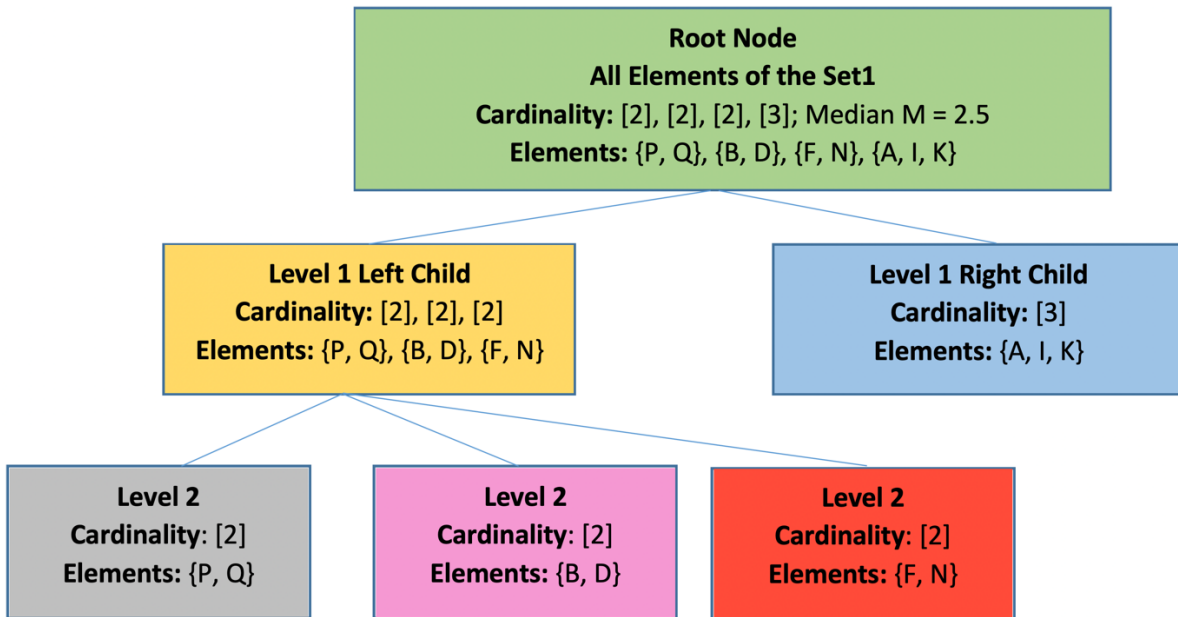 Root Node
All Elements of the Set1
Cardinality: [2], [2], [2], [3]; Median M = 2.5
Elements: {P, Q}, {B, D}, {F, N}, {A, I, K}
Level 1 Left Child
Cardinality: [2], [2], [2]
Elements: {P, Q}, {B, D}, {F, N}
Level 1 Right Child
Cardinality: [3]
Elements: {A, I, K}
Level 2
Cardinality: [2]
Elements: {P, Q}
Level 2
Cardinality: [2]
Elements: {B, D}
Level 2
Cardinality: [2]
Elements: {F, N}